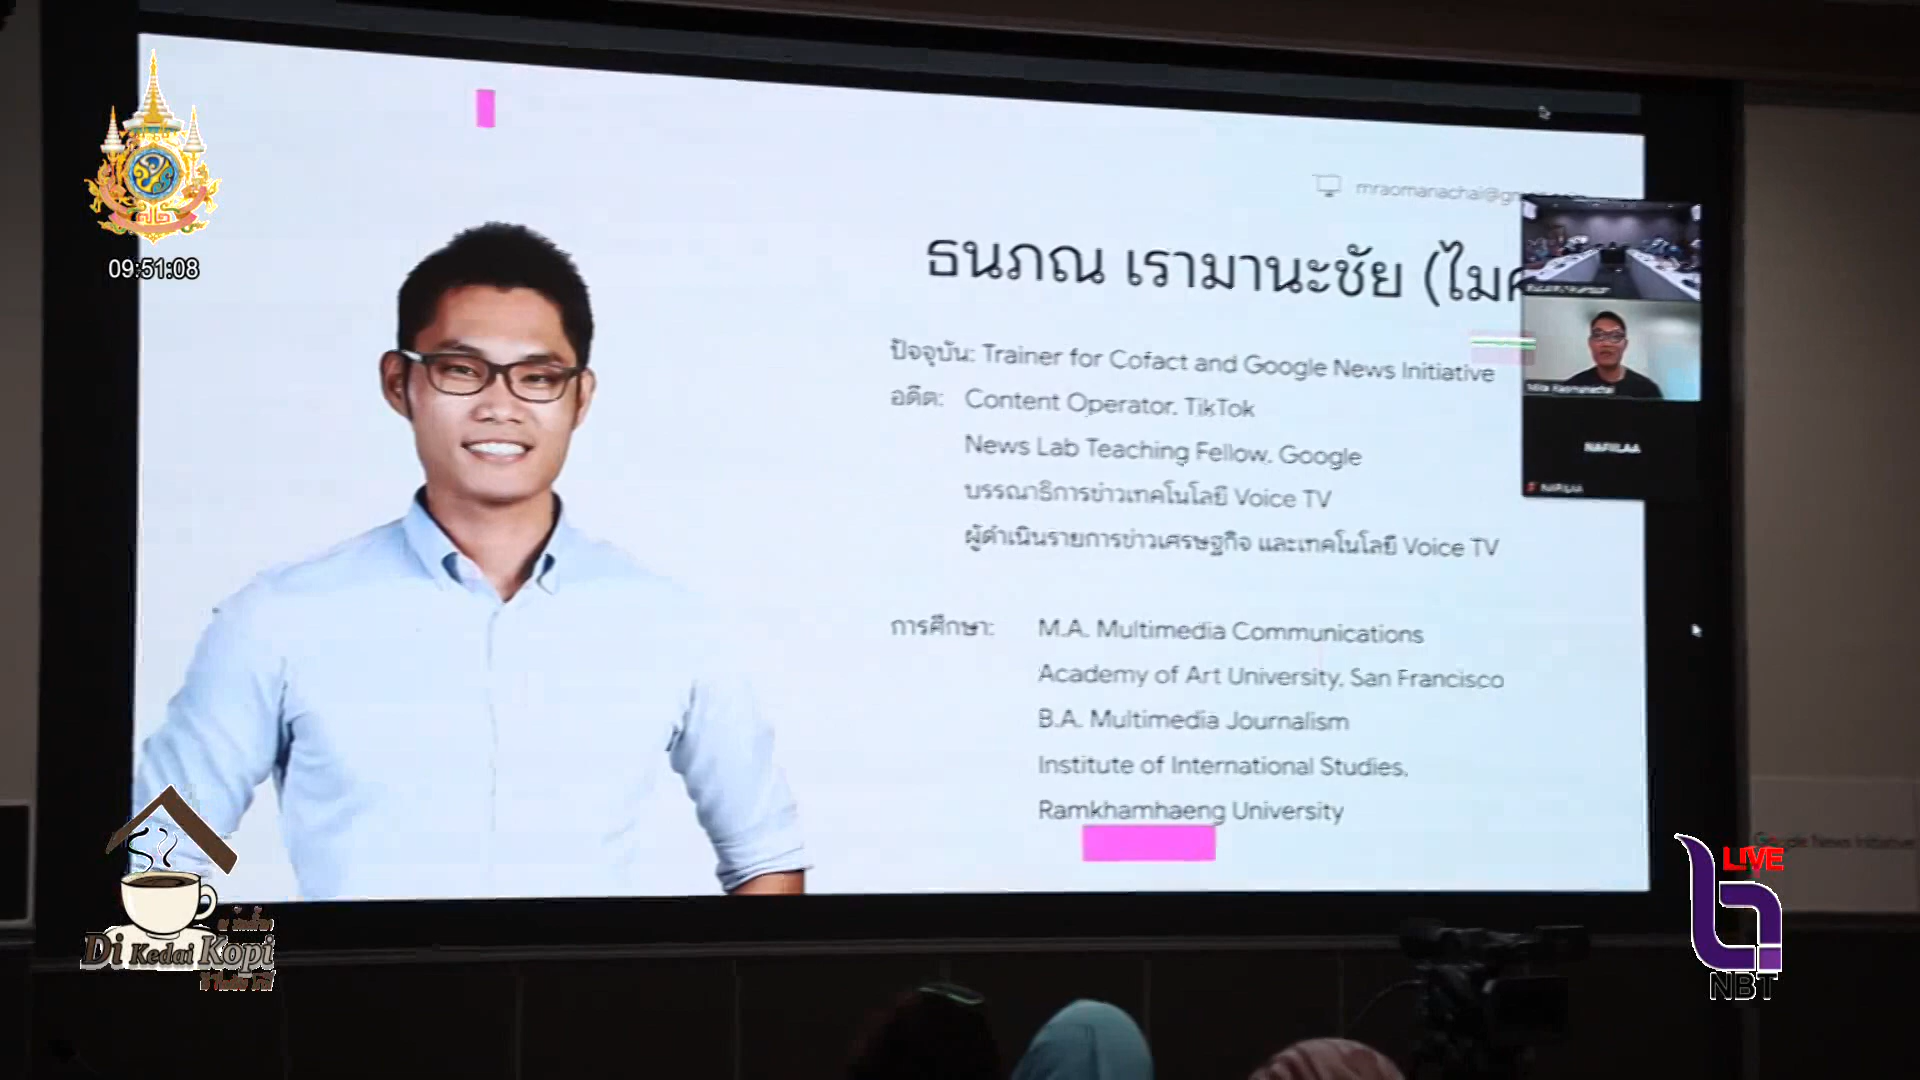 09:51:08
ธนภณ เรามานะชัย (ไมค
ปัจจุบัน: Trainer for Cofact and Google News Initiative
อดีต: Content Operator, TikTok
News Lab Teaching Fellow, Google
บรรณาธิการข่าวเทคโนโลยี Voice TV
ผู้ดำเนินรายการข่าวเศรษฐกิจ และเทคโนโลยี Voice TV
การศึกษา: M.A. Multimedia Communications
Academy of Art University, San Francisco
B.A. Multimedia Journalism
Institute of International Studies,
Ramkhamhaeng University
Google News Initiative
Di Kedai Kopi
LIVE
NBT